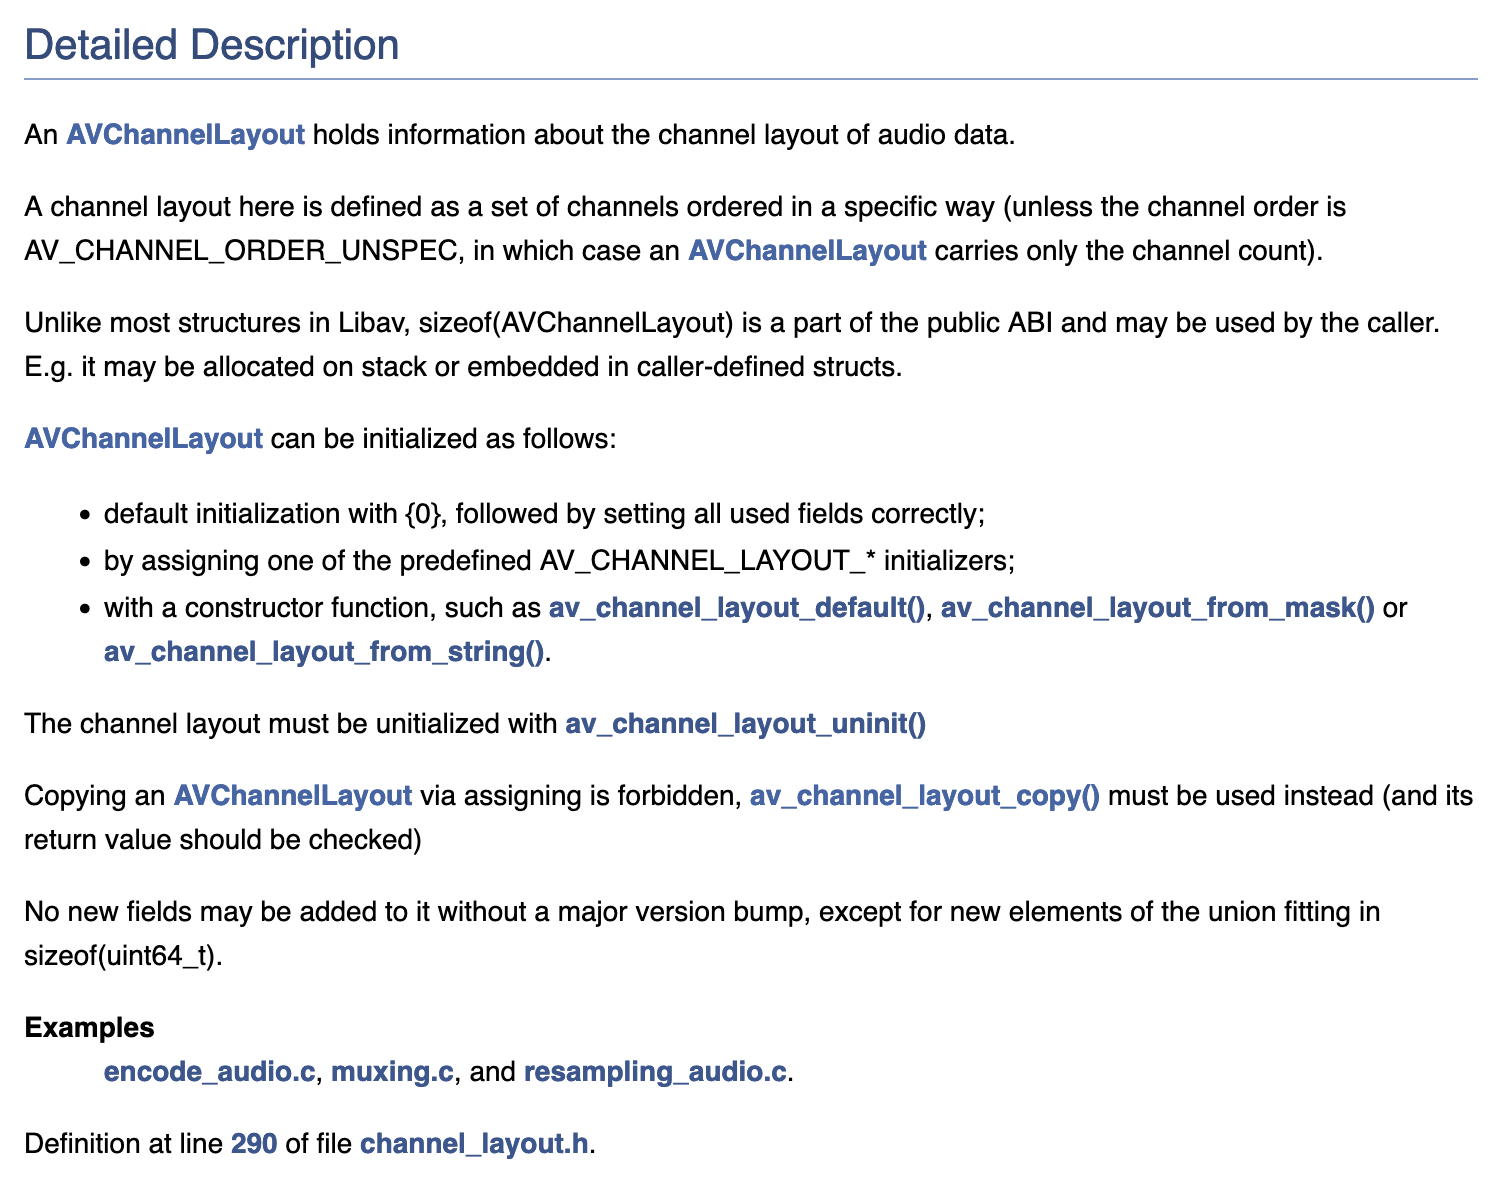 Detailed Description
An AVChannelLayout holds information about the channel layout of audio data.
A channel layout here is defined as a set of channels ordered in a specific way (unless the channel order is
AV_CHANNEL_ORDER_UNSPEC, in which case an AVChannelLayout carries only the channel count).
Unlike most structures in Libav, sizeof(AVChannelLayout) is a part of the public ABI and may be used by the caller.
E.g. it may be allocated on stack or embedded in caller-defined structs.
AVChannelLayout can be initialized as follows:
• default initialization with {0}, followed by setting all used fields correctly;
• by assigning one of the predefined AV_CHANNEL_LAYOUT_* initializers;
• with a constructor function, such as av_channel_layout_default(), av_channel_layout_from_mask() or
av_channel_layout_from_string().
The channel layout must be unitialized with av_channel_layout_uninit()
Copying an AVChannelLayout via assigning is forbidden, av_channel_layout_copy() must be used instead (and its
return value should be checked)
No new fields may be added to it without a major version bump, except for new elements of the union fitting in
sizeof(uint64_t).
Examples
encode_audio.c, muxing.c, and resampling_audio.c.
Definition at line 290 of file channel_layout.h.